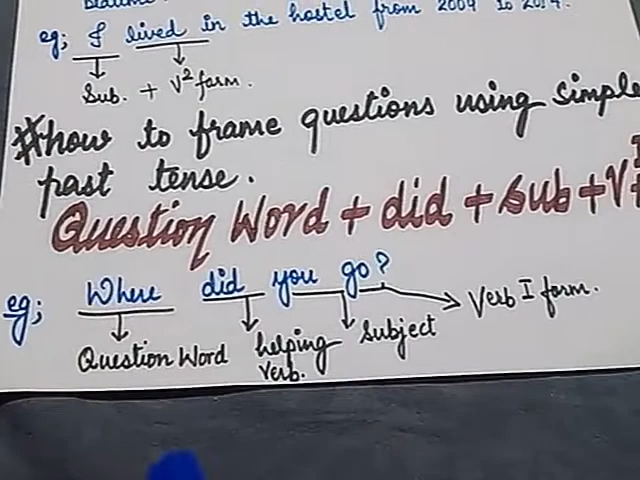 eg; I lived in the hostel from 2009 to 2014.
Sub. + V² form.
# how to frame questions using simple
past tense.
Question Word + did + sub + V
eg; Where did you go?
Question Word helping verb. Subject Verb I form.